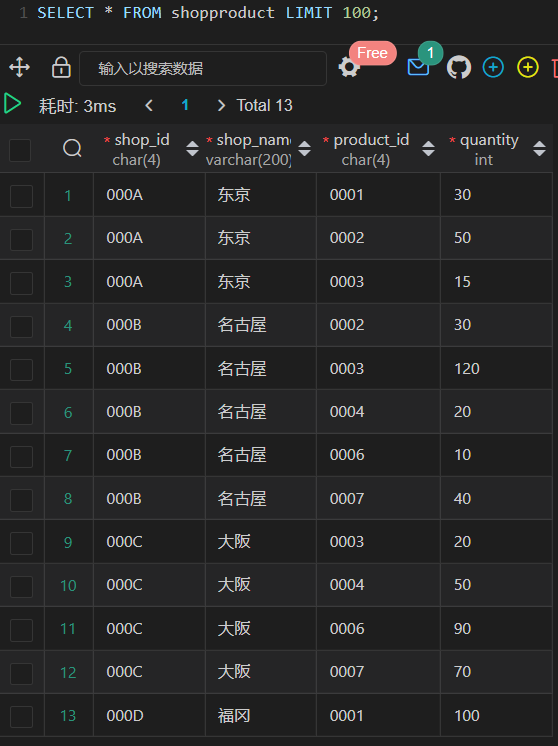 1 SELECT * FROM shopproduct LIMIT 100;
输入以搜索数据 Free 1
耗时: 3ms 1 Total 13
* shop_id * shop_name * product_id * quantity
char(4) varchar(200) char(4) int
1 000A 东京 0001 30
2 000A 东京 0002 50
3 000A 东京 0003 15
4 000B 名古屋 0002 30
5 000B 名古屋 0003 120
6 000B 名古屋 0004 20
7 000B 名古屋 0006 10
8 000B 名古屋 0007 40
9 000C 大阪 0003 20
10 000C 大阪 0004 50
11 000C 大阪 0006 90
12 000C 大阪 0007 70
13 000D 福冈 0001 100